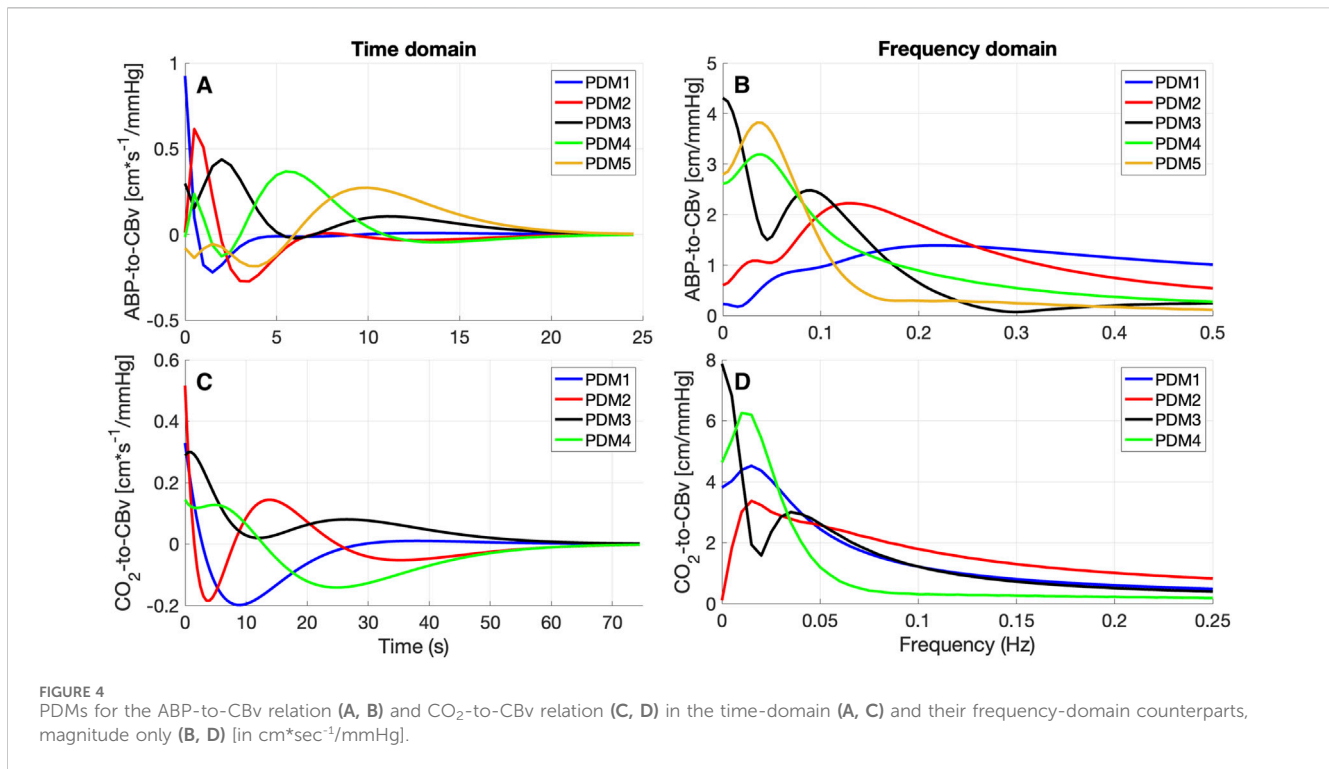 Time domain
Frequency domain
A
ABP-to-CBv [cm*s⁻¹/mmHg]
1
0.5
0
-0.5
0 5 10 15 20 25
PDM1
PDM2
PDM3
PDM4
PDM5
B
ABP-to-CBv [cm/mmHg]
5
4
3
2
1
0
0 0.1 0.2 0.3 0.4 0.5
PDM1
PDM2
PDM3
PDM4
PDM5
C
CO₂-to-CBv [cm*s⁻¹/mmHg]
0.6
0.4
0.2
0
-0.2
0 10 20 30 40 50 60 70
Time (s)
PDM1
PDM2
PDM3
PDM4
D
CO₂-to-CBv [cm/mmHg]
8
6
4
2
0
0 0.05 0.1 0.15 0.2 0.25
Frequency (Hz)
PDM1
PDM2
PDM3
PDM4
FIGURE 4
PDMs for the ABP-to-CBv relation (A, B) and CO₂-to-CBv relation (C, D) in the time-domain (A, C) and their frequency-domain counterparts,
magnitude only (B, D) [in cm*sec⁻¹/mmHg].